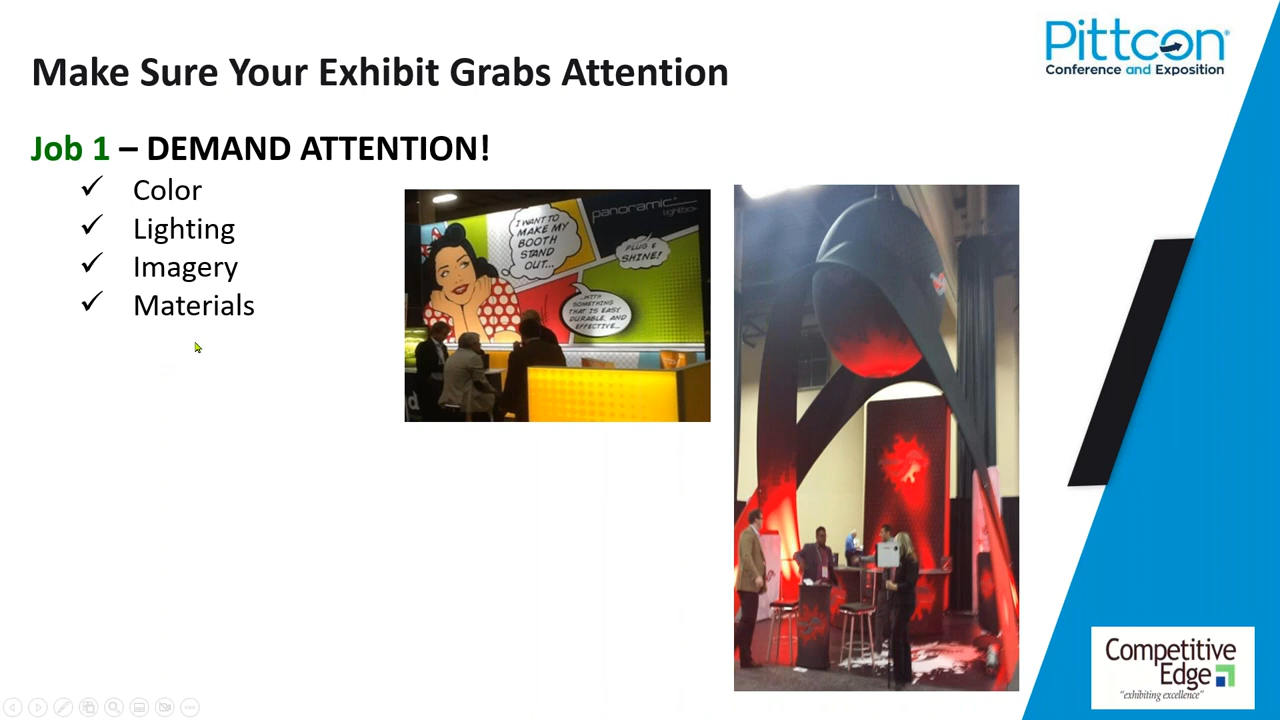 Make Sure Your Exhibit Grabs Attention
Pittcon®
Conference and Exposition
Job 1 – DEMAND ATTENTION!
✓ Color
✓ Lighting
✓ Imagery
✓ Materials
panoramic
lightbox
I WANT TO
MAKE MY
BOOTH
STAND
OUT...
PLUG &
SHINE!
...WITH
SOMETHING
THAT IS EASY
DURABLE, AND
EFFECTIVE...
Competitive
Edge
"exhibiting excellence"